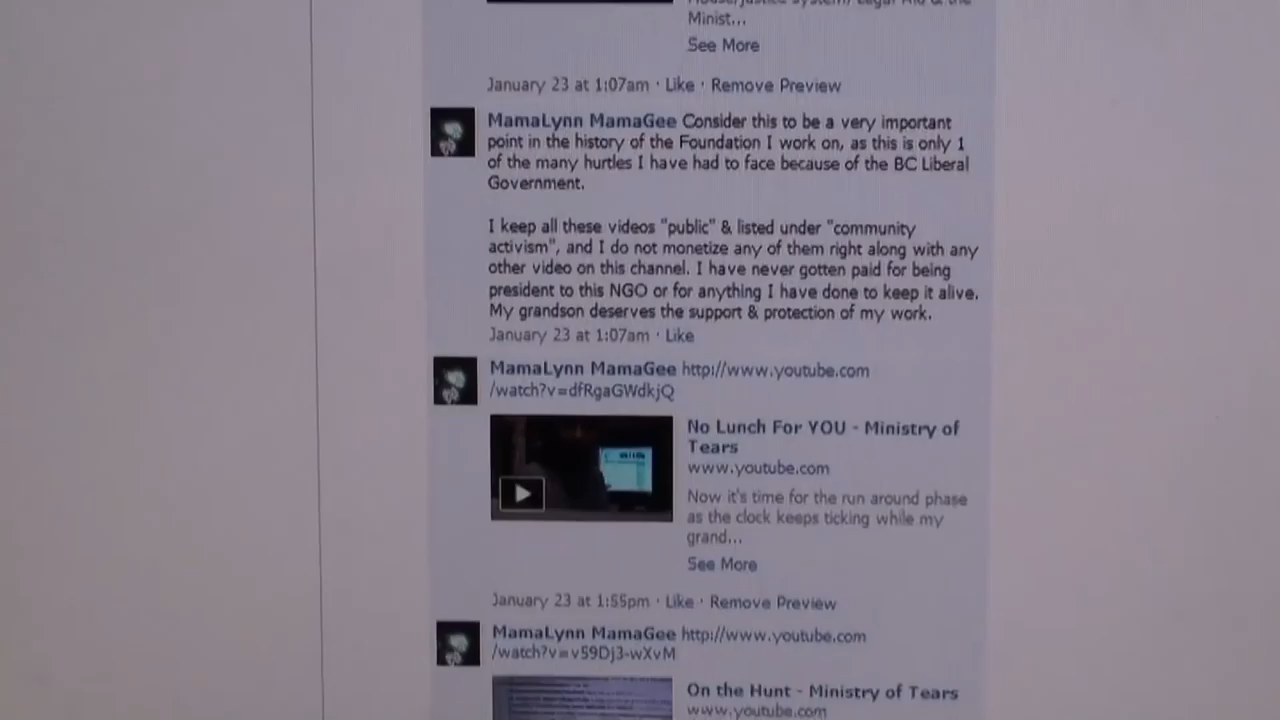 Minist...
See More
January 23 at 1:07am · Like · Remove Preview
MamaLynn MamaGee Consider this to be a very important
point in the history of the Foundation I work on, as this is only 1
of the many hurtles I have had to face because of the BC Liberal
Government.
I keep all these videos "public" & listed under "community
activism", and I do not monetize any of them right along with any
other video on this channel. I have never gotten paid for being
president to this NGO or for anything I have done to keep it alive.
My grandson deserves the support & protection of my work.
January 23 at 1:07am · Like
MamaLynn MamaGee http://www.youtube.com
/watch?v=dfRgaGWdkjQ
No Lunch For YOU - Ministry of
Tears
www.youtube.com
Now it's time for the run around phase
as the clock keeps ticking while my
grand...
See More
January 23 at 1:55pm · Like · Remove Preview
MamaLynn MamaGee http://www.youtube.com
/watch?v=v59Dj3-wXvM
On the Hunt - Ministry of Tears
www.youtube.com